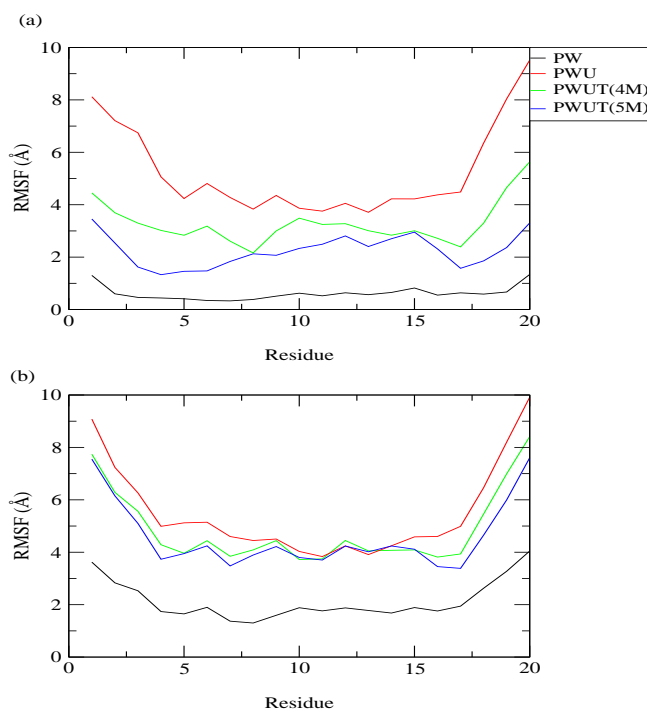 (a)
10
8
6
4
2
0
RMSF (Å)
0 5 10 15 20
Residue
PW
PWU
PWUT(4M)
PWUT(5M)
(b)
10
8
6
4
2
0
RMSF (Å)
0 5 10 15 20
Residue